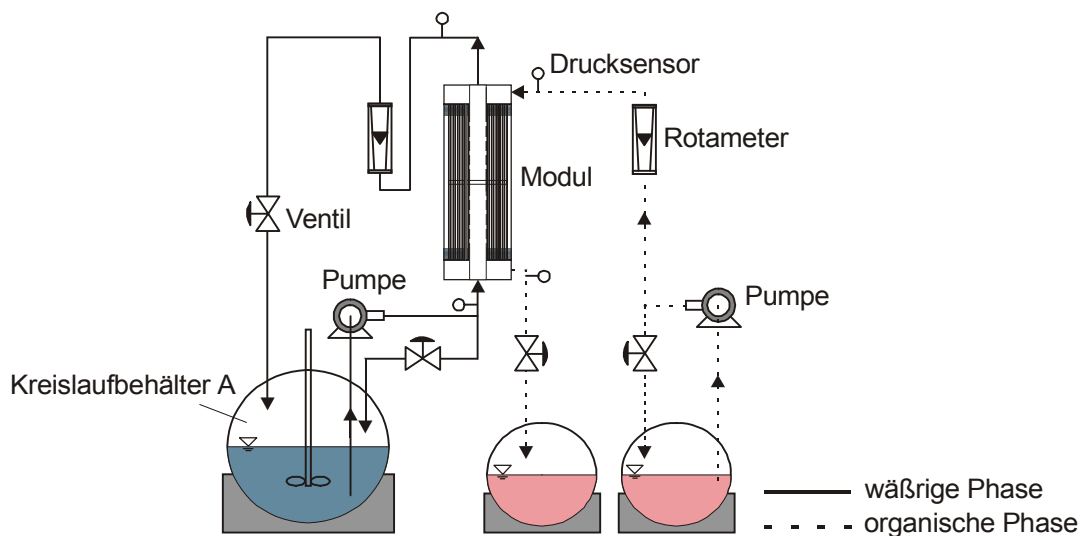 Drucksensor
Rotameter
Modul
Ventil
Pumpe
Pumpe
Kreislaufbehälter A
wäßrige Phase
organische Phase